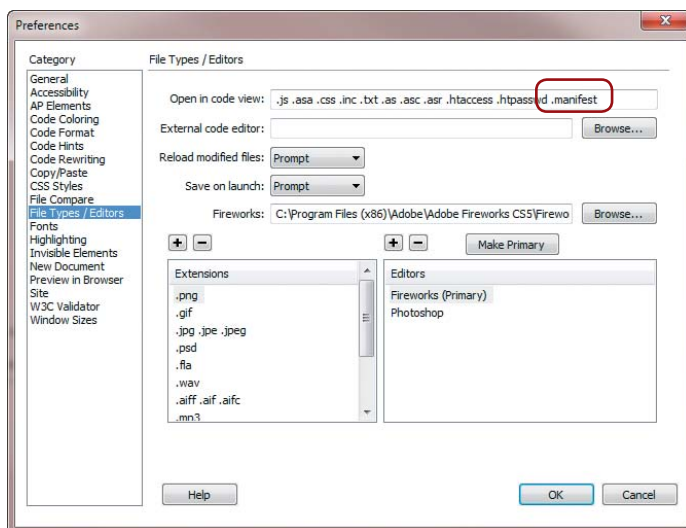 Preferences
Category
General
Accessibility
AP Elements
Code Coloring
Code Format
Code Hints
Code Rewriting
Copy/Paste
CSS Styles
File Compare
File Types / Editors
Fonts
Highlighting
Invisible Elements
New Document
Preview in Browser
Site
W3C Validator
Window Sizes
File Types / Editors
Open in code view: .js .asa .css .inc .txt .as .asc .asr .htaccess .htpasswd .manifest
External code editor: Browse...
Reload modified files: Prompt
Save on launch: Prompt
Fireworks: C:\Program Files (x86)\Adobe\Adobe Fireworks CS5\Firewo Browse...
Make Primary
Extensions
.png
.gif
.jpg .jpe .jpeg
.psd
.fla
.wav
.aiff .aif .aifc
.mp3
Editors
Fireworks (Primary)
Photoshop
Help OK Cancel